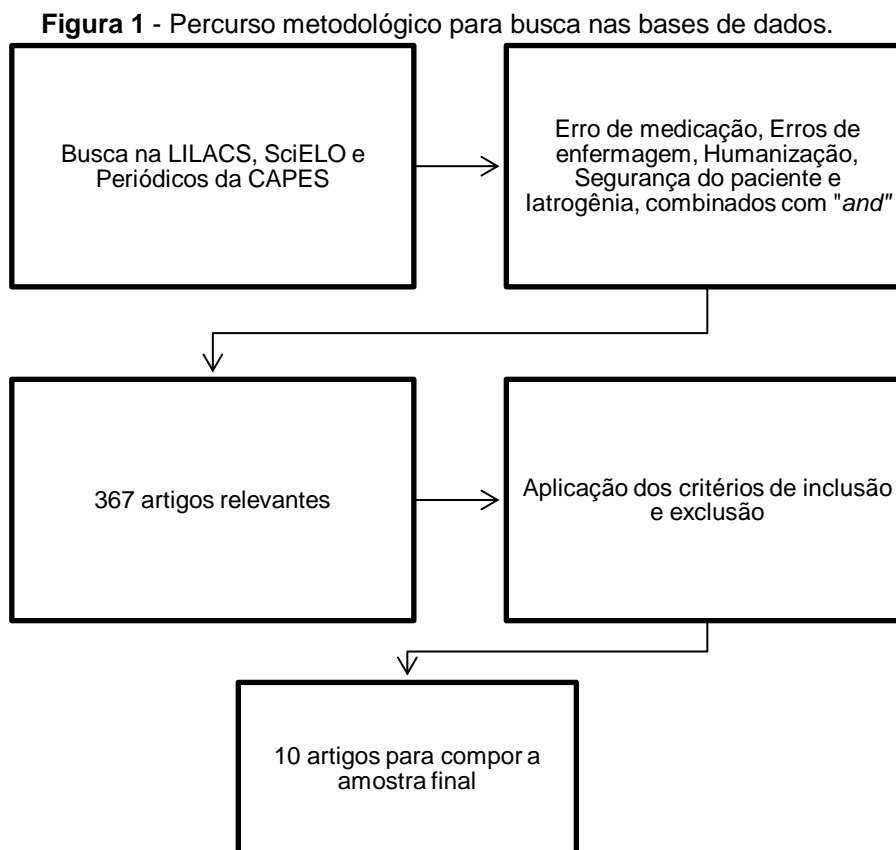 Figura 1 - Percurso metodológico para busca nas bases de dados.
Busca na LILACS, SciELO e
Periódicos da CAPES
Erro de medicação, Erros de
enfermagem, Humanização,
Segurança do paciente e
Iatrogênia, combinados com "and"
367 artigos relevantes
Aplicação dos critérios de inclusão
e exclusão
10 artigos para compor a
amostra final